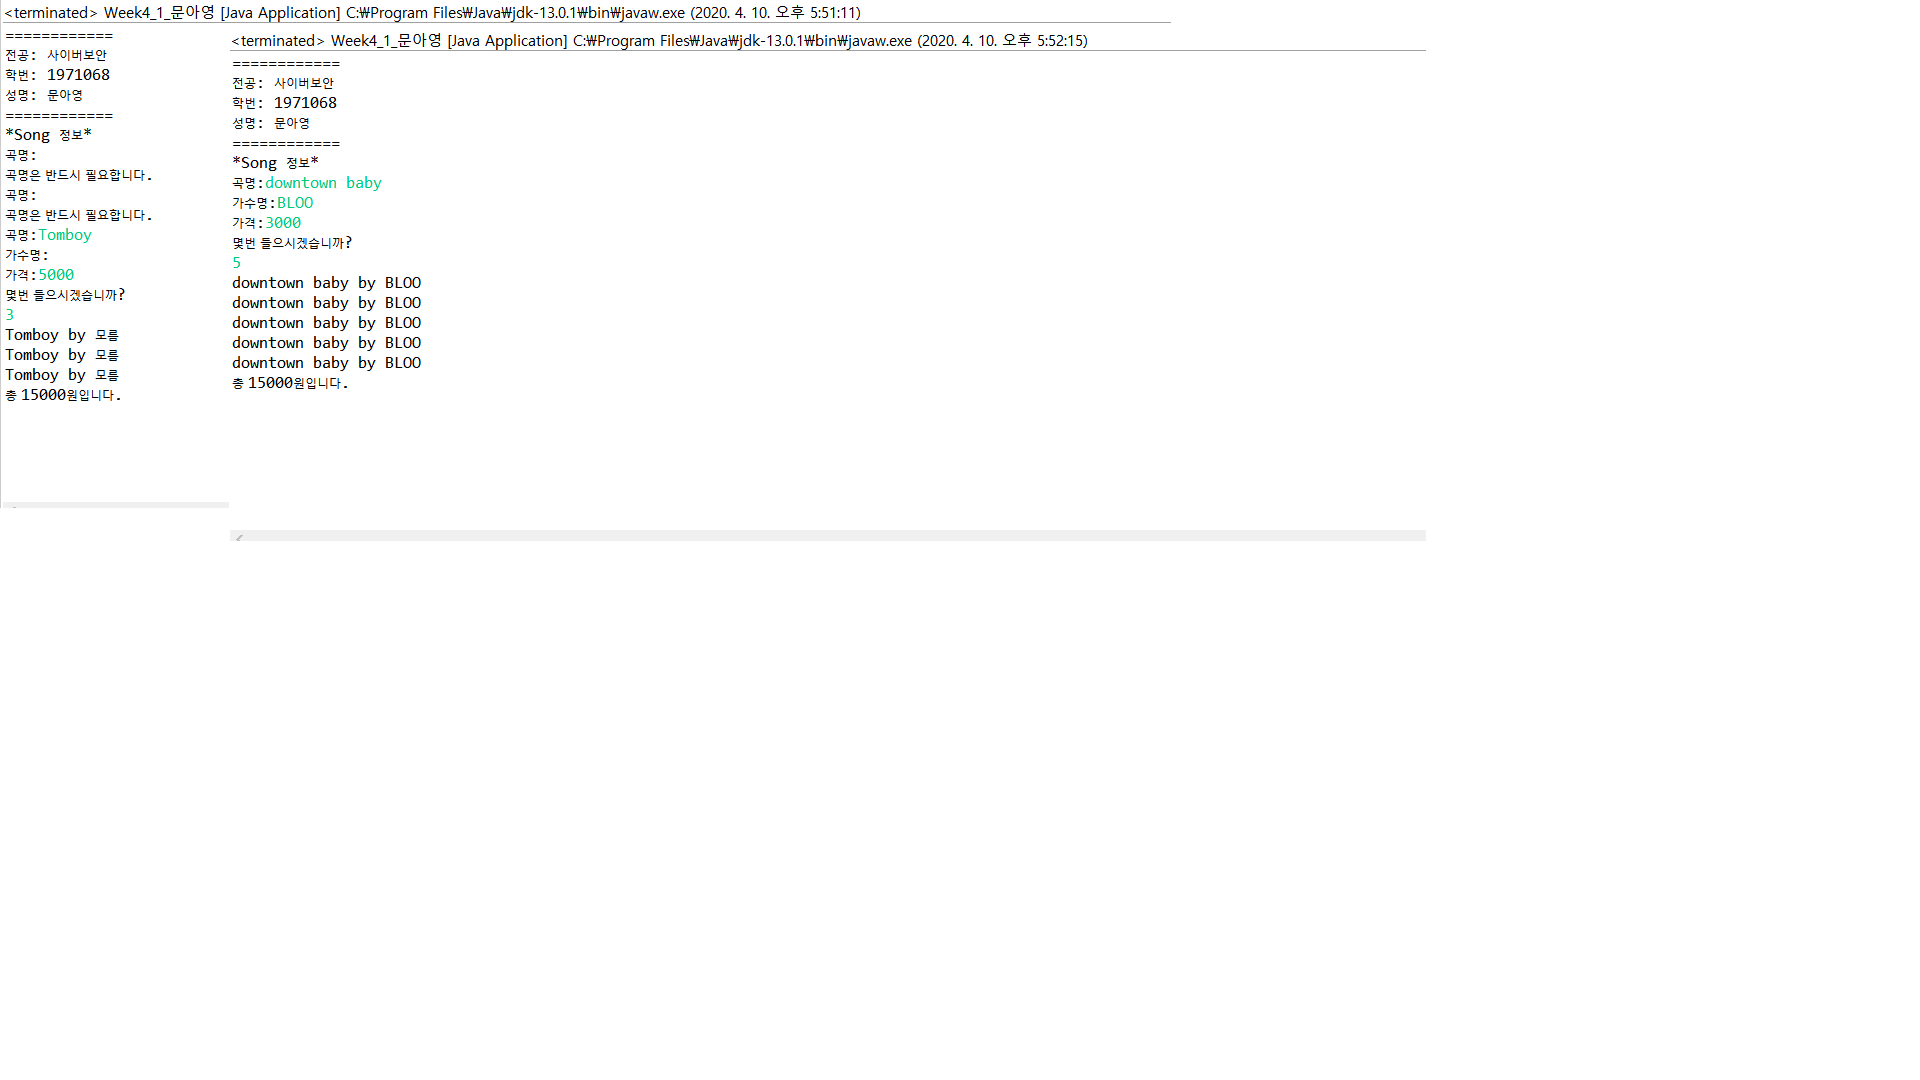 <terminated> Week4_1_문아영 [Java Application] C:₩Program Files₩Java₩jdk-13.0.1₩bin₩javaw.exe (2020. 4. 10. 오후 5:51:11)
============
전공: 사이버보안
학번: 1971068
성명: 문아영
============
*Song 정보*
곡명:
곡명은 반드시 필요합니다.
곡명:
곡명은 반드시 필요합니다.
곡명:Tomboy
가수명:
가격:5000
몇번 들으시겠습니까?
3
Tomboy by 모름
Tomboy by 모름
Tomboy by 모름
총 15000원입니다.
<terminated> Week4_1_문아영 [Java Application] C:₩Program Files₩Java₩jdk-13.0.1₩bin₩javaw.exe (2020. 4. 10. 오후 5:52:15)
============
전공: 사이버보안
학번: 1971068
성명: 문아영
============
*Song 정보*
곡명:downtown baby
가수명:BLOO
가격:3000
몇번 들으시겠습니까?
5
downtown baby by BLOO
downtown baby by BLOO
downtown baby by BLOO
downtown baby by BLOO
downtown baby by BLOO
총 15000원입니다.